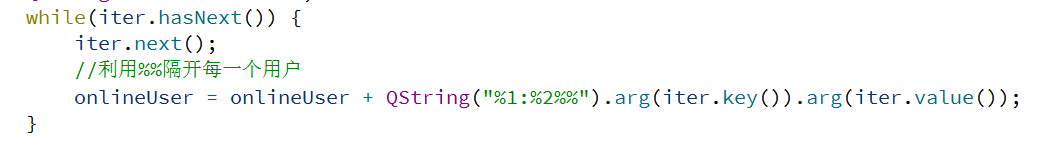 while(iter.hasNext()) {
iter.next();
//利用%%隔开每一个用户
onlineUser = onlineUser + QString("%1:%2%%").arg(iter.key()).arg(iter.value());
}